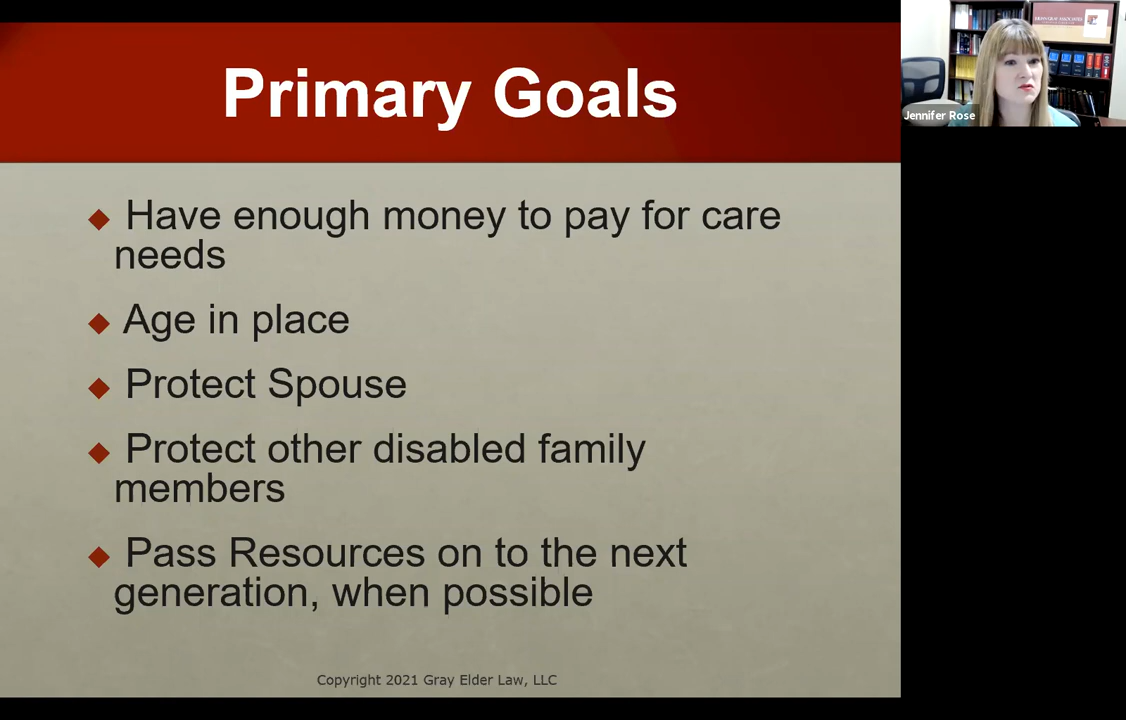 Primary Goals
Have enough money to pay for care
needs
Age in place
Protect Spouse
Protect other disabled family
members
Pass Resources on to the next
generation, when possible
Copyright 2021 Gray Elder Law, LLC
Jennifer Rose